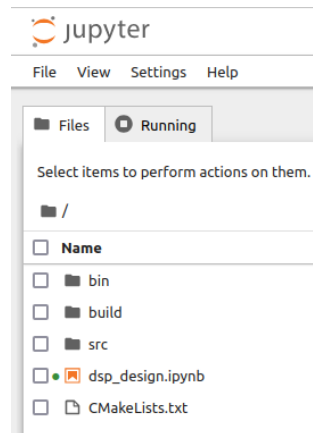 jupyter
File View Settings Help
Files Running
Select items to perform actions on them.
/
Name
bin
build
src
dsp_design.ipynb
CMakeLists.txt